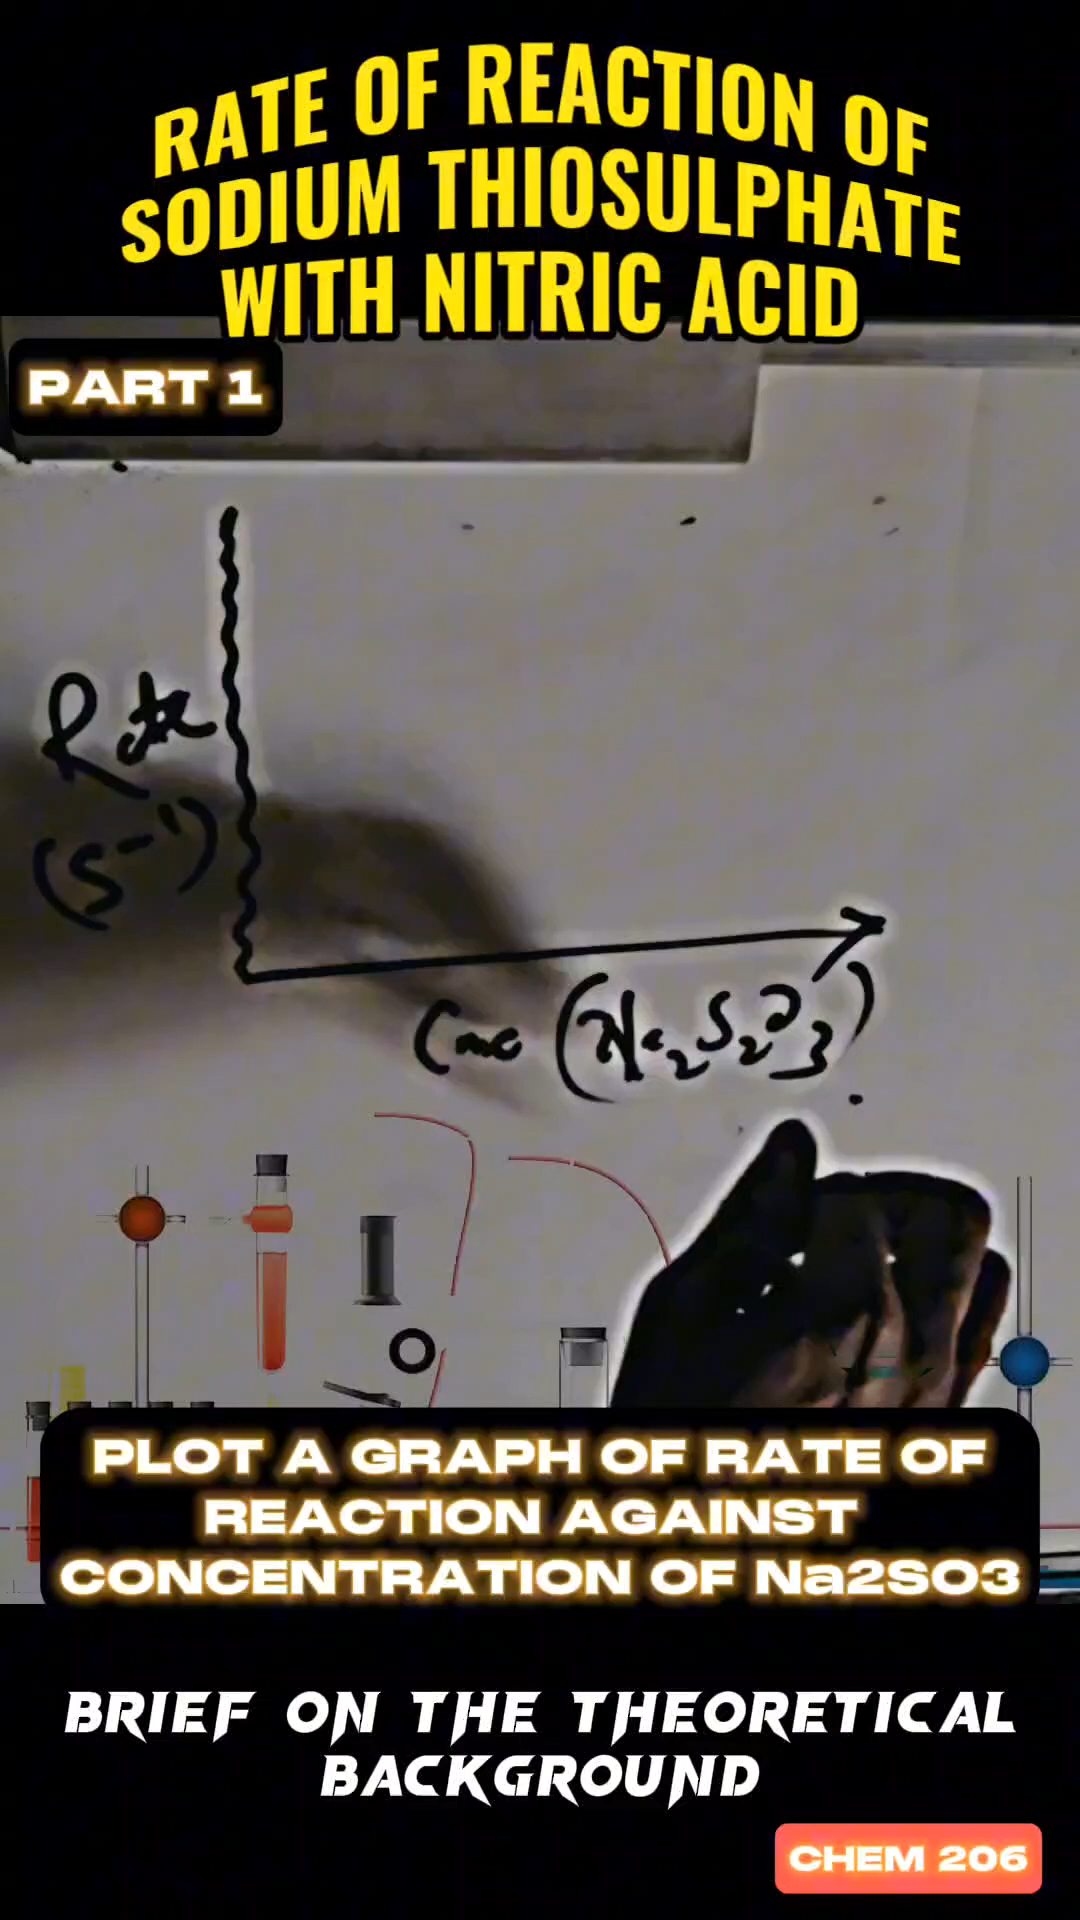 RATE OF REACTION OF
SODIUM THIOSULPHATE
WITH NITRIC ACID
PART 1
Rate
(S⁻¹)
Conc (Na₂S₂O₃)
PLOT A GRAPH OF RATE OF
REACTION AGAINST
CONCENTRATION OF Na2SO3
BRIEF ON THE THEORETICAL
BACKGROUND
CHEM 206